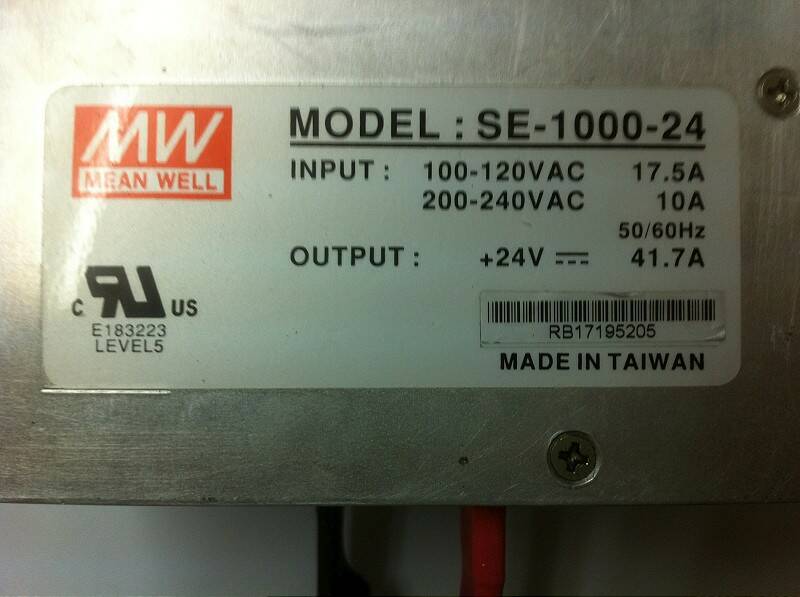 MW
MEAN WELL
MODEL : SE-1000-24
INPUT : 100-120VAC 17.5A
200-240VAC 10A
50/60Hz
OUTPUT : +24V 41.7A
C RU US
E183223
LEVEL5
RB17195205
MADE IN TAIWAN